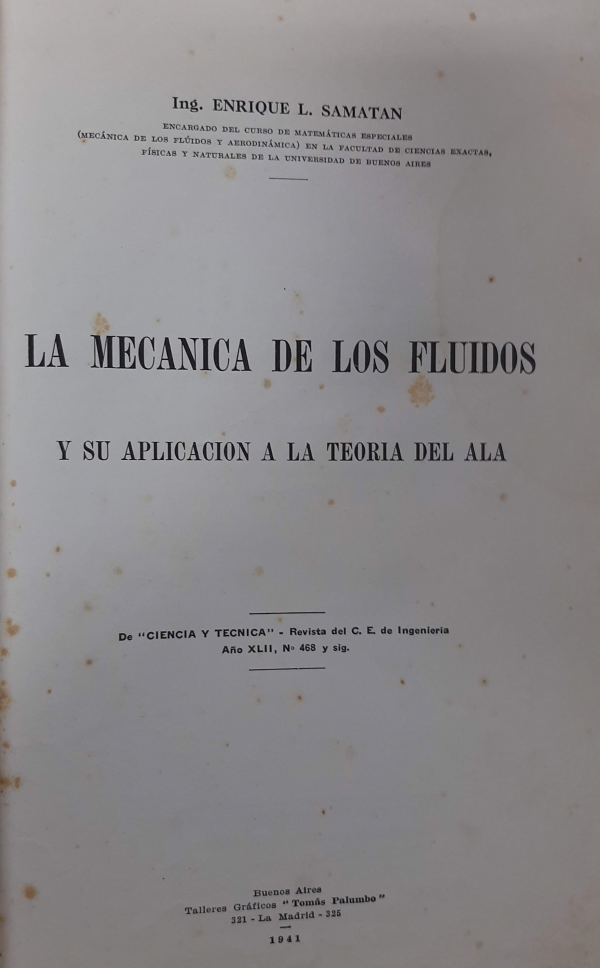 Ing. ENRIQUE L. SAMATAN
ENCARGADO DEL CURSO DE MATEMÁTICAS ESPECIALES
(MECÁNICA DE LOS FLÚIDOS Y AERODINÁMICA) EN LA FACULTAD DE CIENCIAS EXACTAS,
FÍSICAS Y NATURALES DE LA UNIVERSIDAD DE BUENOS AIRES
LA MECANICA DE LOS FLUIDOS
Y SU APLICACION A LA TEORIA DEL ALA
De "CIENCIA Y TECNICA" - Revista del C. E. de Ingeniería
Año XLII, Nº 468 y sig.
Buenos Aires
Talleres Gráficos "Tomás Palumbo"
321 - La Madrid - 325
1941